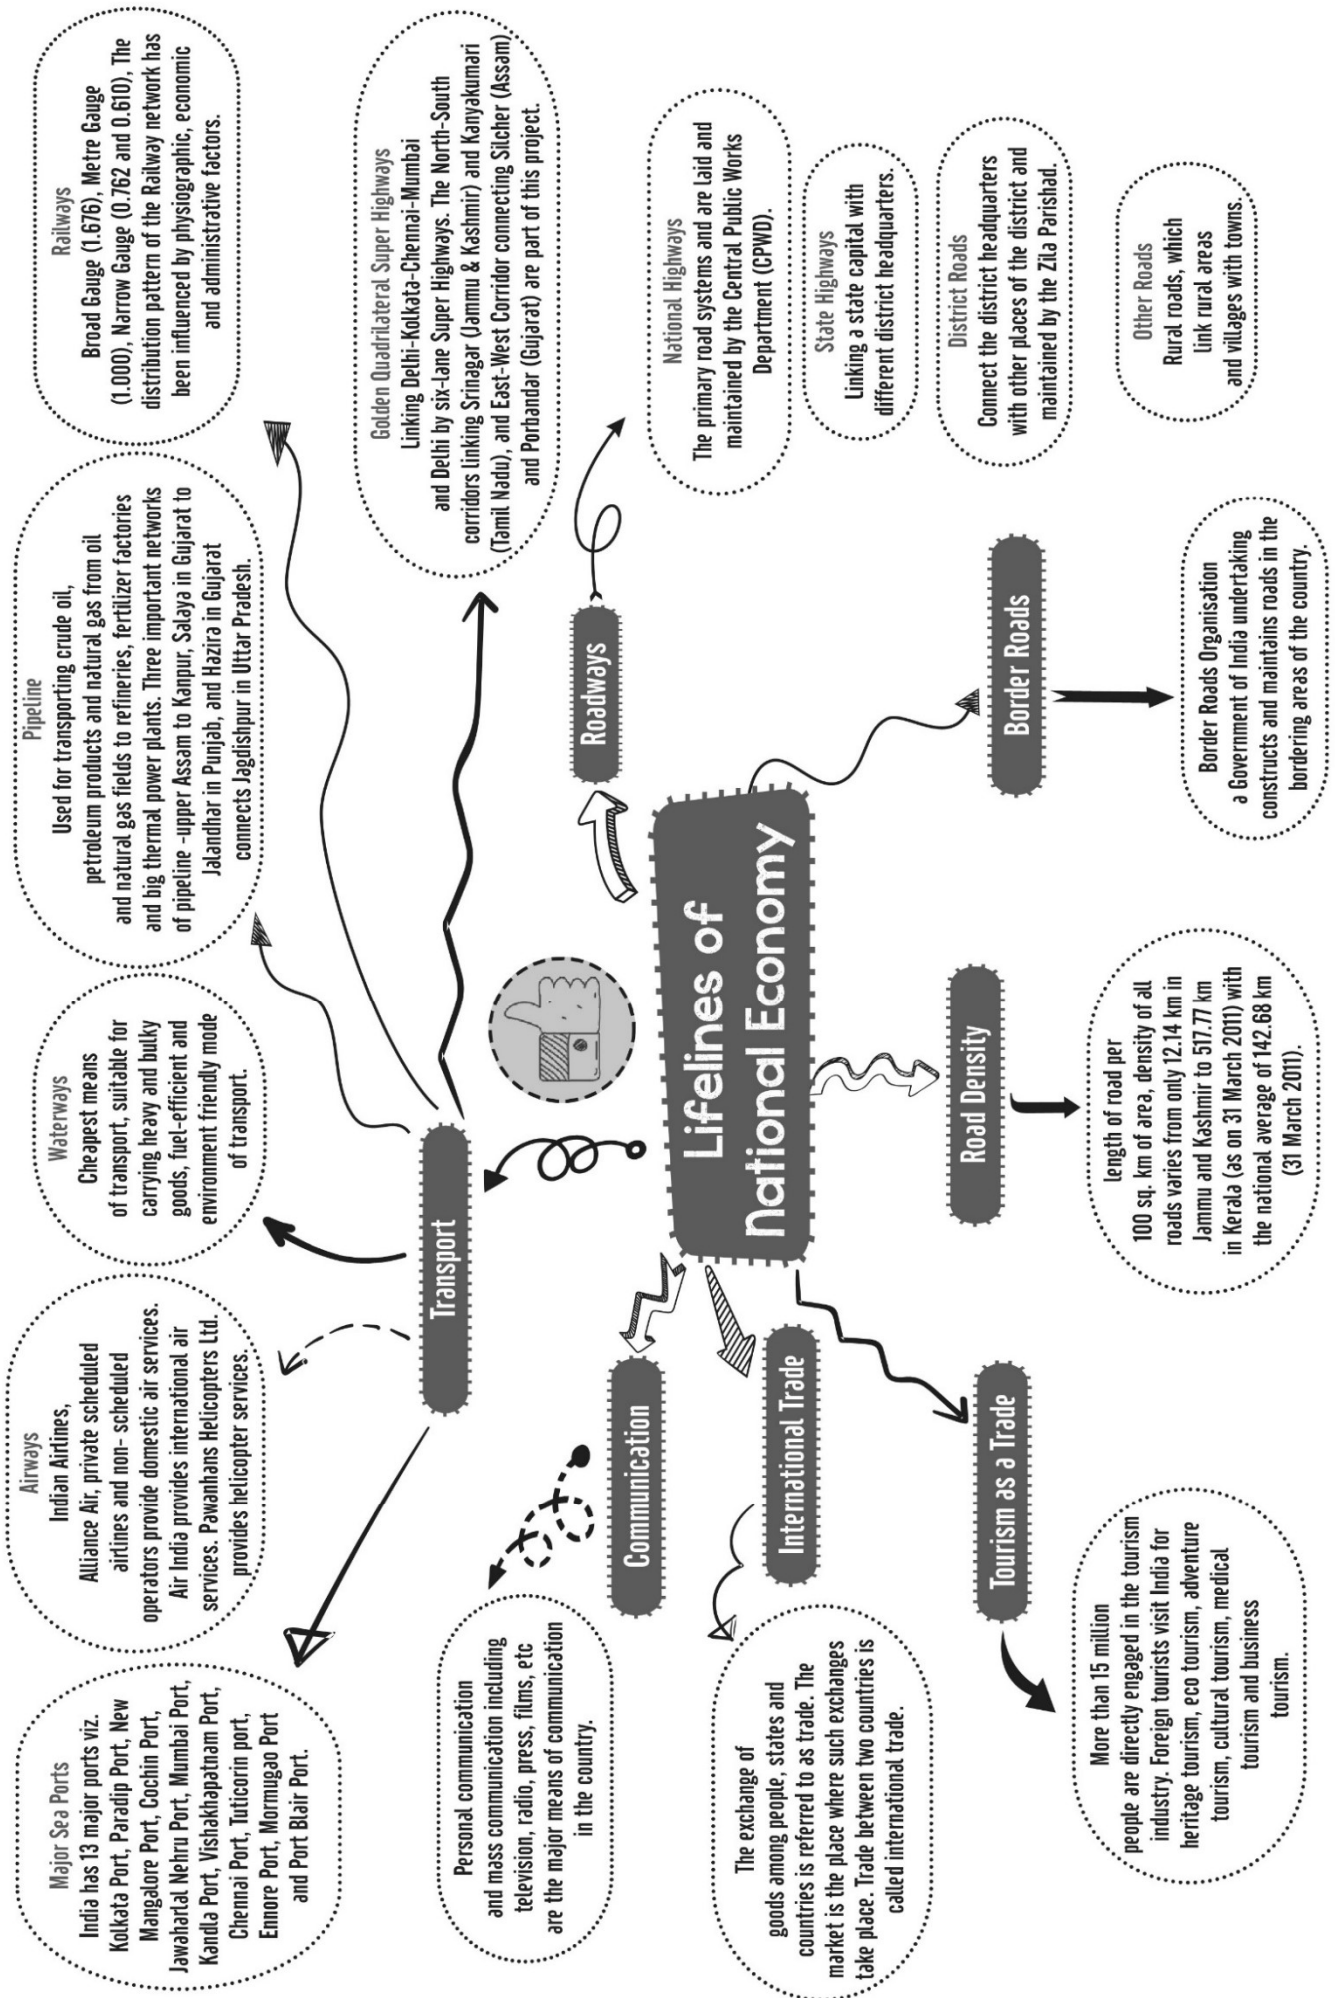 Major Sea Ports
India has 13 major ports viz.
Kolkata Port, Paradip Port, New
Mangalore Port, Cochin Port,
Jawaharlal Nehru Port, Mumbai Port,
Kandla Port, Vishakhapatnam Port,
Chennai Port, Tuticorin port,
Ennore Port, Mormugao Port
and Port Blair Port.
Airways
Indian Airlines,
Alliance Air, private scheduled
airlines and non- scheduled
operators provide domestic air services.
Air India provides international air
services. Pawanhans Helicopters Ltd.
provides helicopter services.
Waterways
Cheapest means
of transport, suitable for
carrying heavy and bulky
goods, fuel-efficient and
environment friendly mode
of transport.
Pipeline
Used for transporting crude oil,
petroleum products and natural gas from oil
and natural gas fields to refineries, fertilizer factories
and big thermal power plants. Three important networks
of pipeline -upper Assam to Kanpur, Salaya in Gujarat to
Jalandhar in Punjab, and Hazira in Gujarat
connects Jagdishpur in Uttar Pradesh.
Railways
Broad Gauge (1.676), Metre Gauge
(1.000), Narrow Gauge (0.762 and 0.610), The
distribution pattern of the Railway network has
been influenced by physiographic, economic
and administrative factors.
Transport
Golden Quadrilateral Super Highways
Linking Delhi-Kolkata-Chennai-Mumbai
and Delhi by six-lane Super Highways. The North-South
corridors linking Srinagar (Jammu & Kashmir) and Kanyakumari
(Tamil Nadu), and East-West Corridor connecting Silcher (Assam)
and Porbandar (Gujarat) are part of this project.
Personal communication
and mass communication including
television, radio, press, films, etc
are the major means of communication
in the country.
Communication
Roadways
Lifelines of
National Economy
National Highways
The primary road systems and are laid and
maintained by the Central Public Works
Department (CPWD).
The exchange of
goods among people, states and
countries is referred to as trade. The
market is the place where such exchanges
take place. Trade between two countries is
called international trade.
International Trade
State Highways
Linking a state capital with
different district headquarters.
Tourism as a Trade
Road Density
Border Roads
District Roads
Connect the district headquarters
with other places of the district and
maintained by the Zila Parishad.
More than 15 million
people are directly engaged in the tourism
industry. Foreign tourists visit India for
heritage tourism, eco tourism, adventure
tourism, cultural tourism, medical
tourism and business
tourism.
length of road per
100 sq. km of area, density of all
roads varies from only 12.14 km in
Jammu and Kashmir to 517.77 km
in Kerala (as on 31 March 2011) with
the national average of 142.68 km
(31 March 2011).
Border Roads Organisation
a Government of India undertaking
constructs and maintains roads in the
bordering areas of the country.
Other Roads
Rural roads, which
link rural areas
and villages with towns.